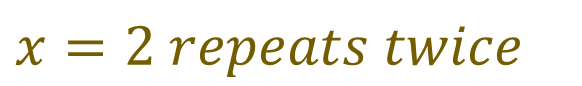 x = 2 repeats twice